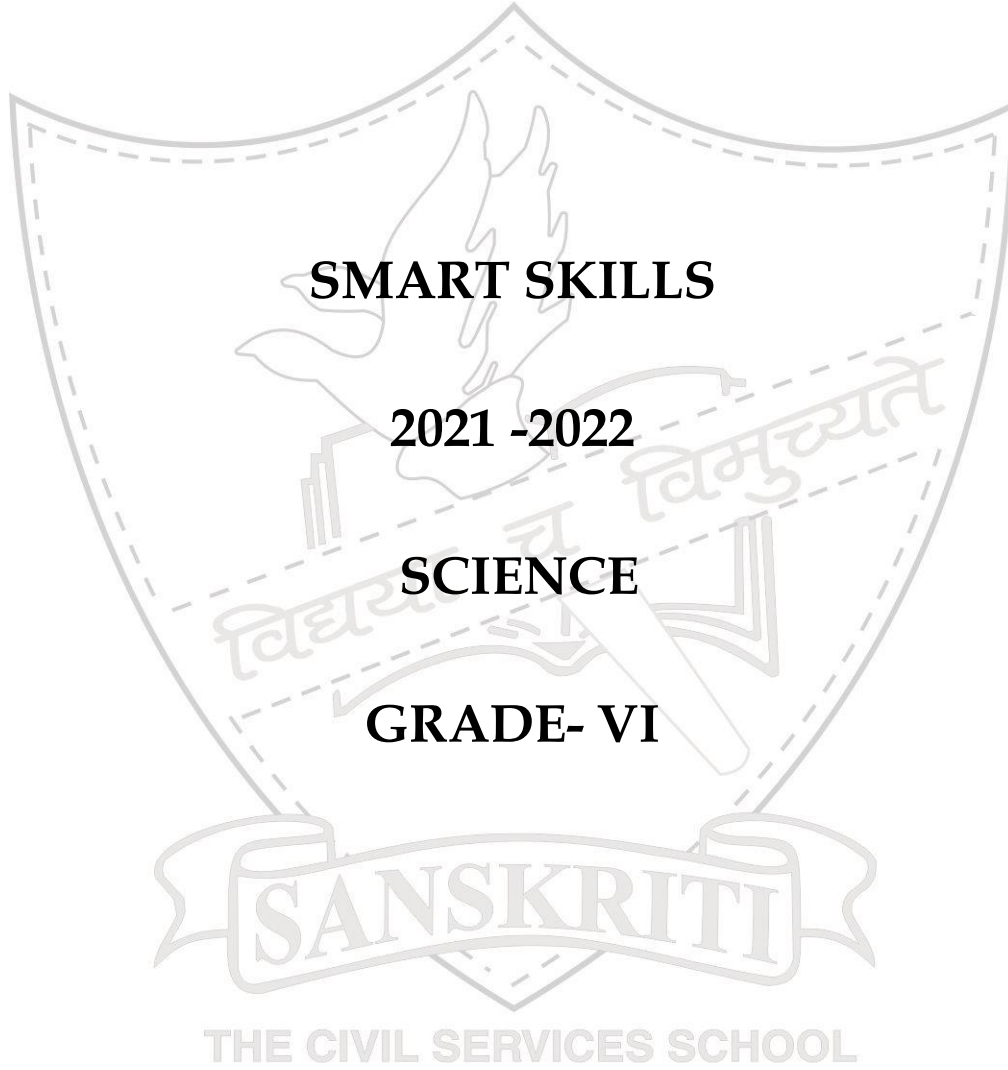 SMART SKILLS
2021 -2022
विद्यया च विमुच्यते
SCIENCE
GRADE- VI
SANSKRITI
THE CIVIL SERVICES SCHOOL